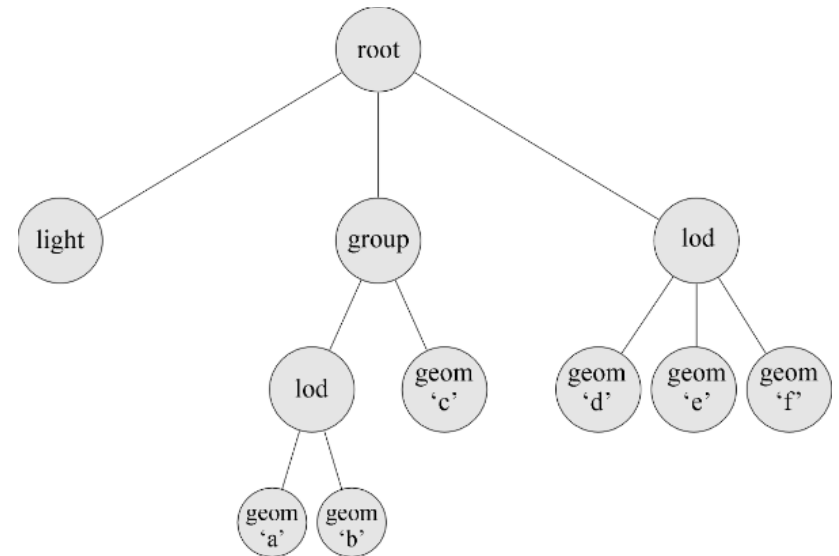 root
light
group
lod
lod
geom
‘c’
geom
‘d’
geom
‘e’
geom
‘f’
geom
‘a’
geom
‘b’